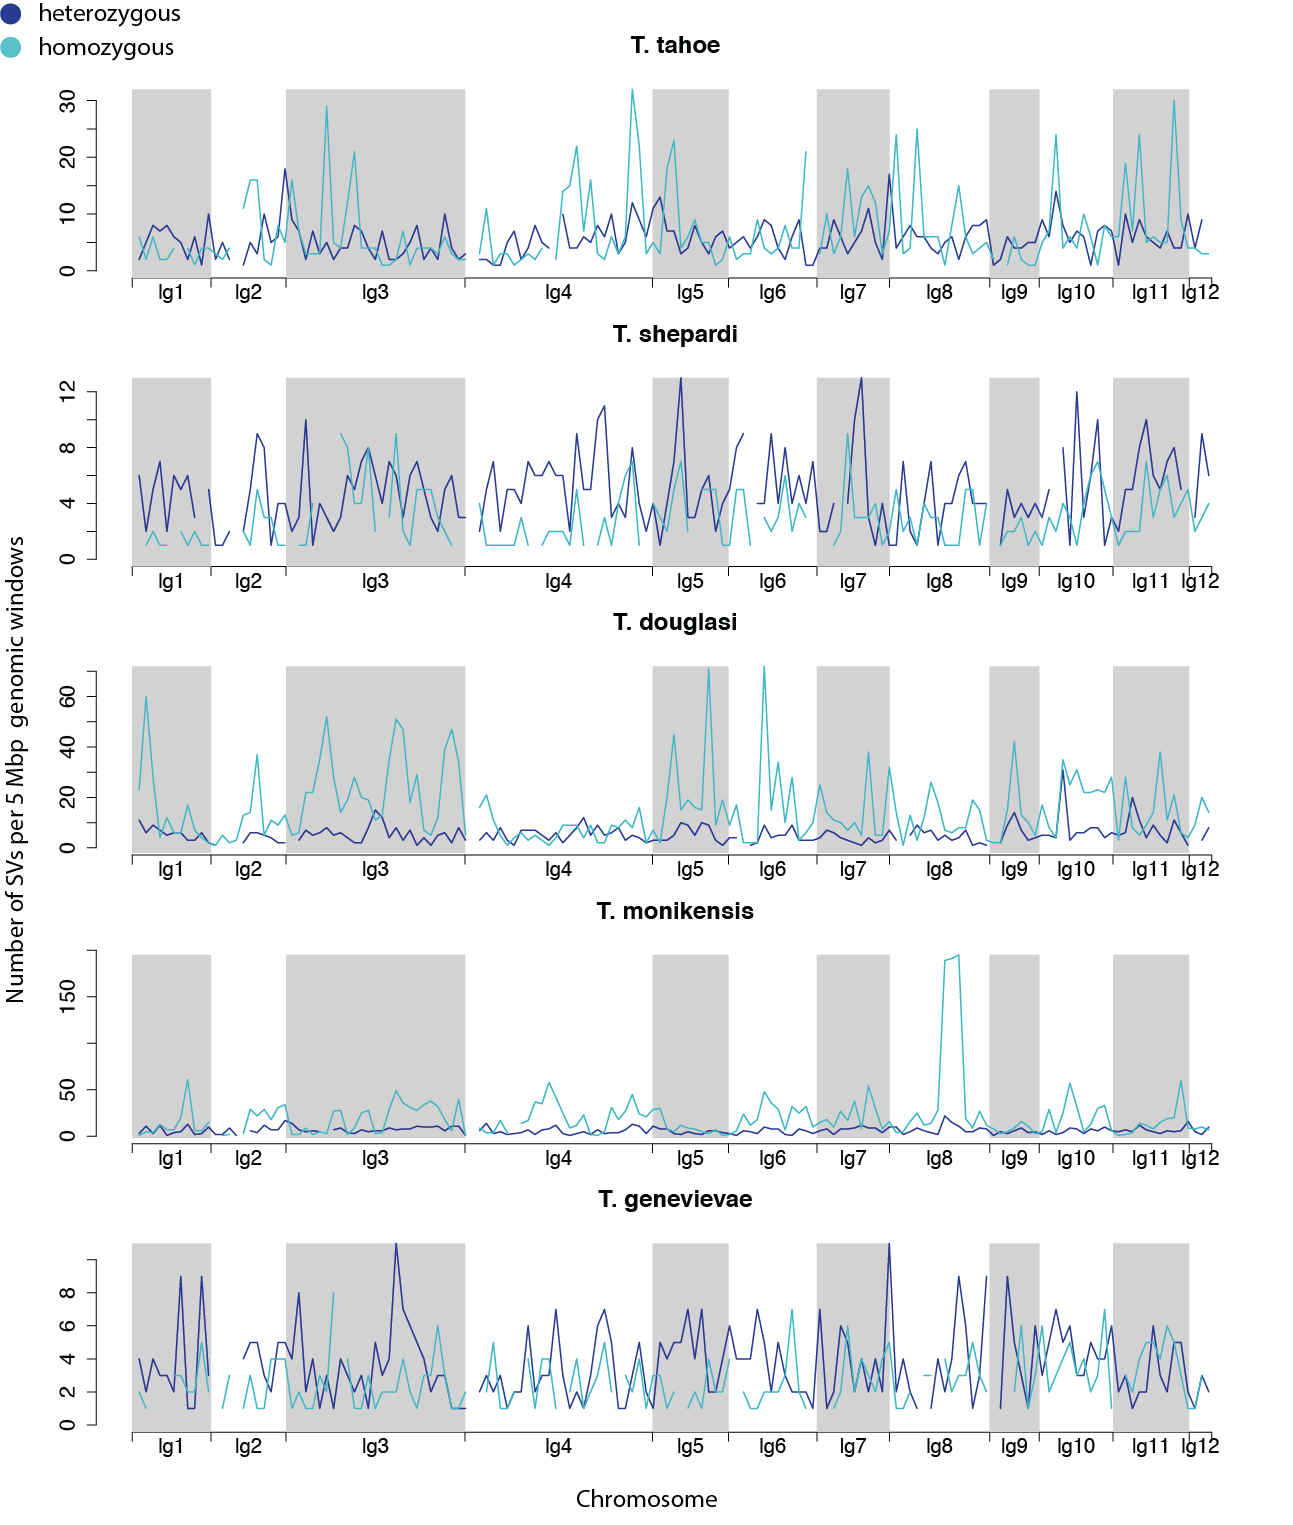 heterozygous
homozygous
T. tahoe
0 10 20 30
lg1 lg2 lg3 lg4 lg5 lg6 lg7 lg8 lg9 lg10 lg11 lg12
T. shepardi
0 4 8 12
lg1 lg2 lg3 lg4 lg5 lg6 lg7 lg8 lg9 lg10 lg11 lg12
T. douglasi
0 20 40 60
lg1 lg2 lg3 lg4 lg5 lg6 lg7 lg8 lg9 lg10 lg11 lg12
T. monikensis
0 50 150
lg1 lg2 lg3 lg4 lg5 lg6 lg7 lg8 lg9 lg10 lg11 lg12
T. genevievae
0 2 4 6 8
lg1 lg2 lg3 lg4 lg5 lg6 lg7 lg8 lg9 lg10 lg11 lg12
Number of SVs per 5 Mbp genomic windows
Chromosome